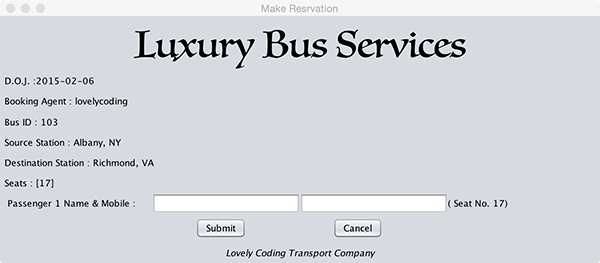 Make Resrvation
Luxury Bus Services
D.O.J. :2015-02-06
Booking Agent : lovelycoding
Bus ID : 103
Source Station : Albany, NY
Destination Station : Richmond, VA
Seats : [17]
Passenger 1 Name & Mobile : ( Seat No. 17)
Submit Cancel
Lovely Coding Transport Company